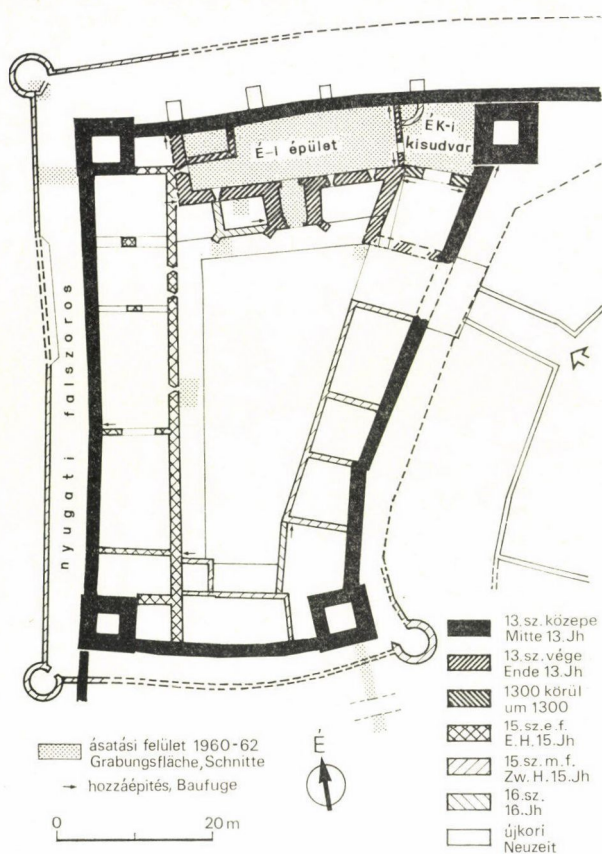 É-i épület
ÉK-i
kisudvar
nyugati falszoros
13.sz.közepe
Mitte 13.Jh
13.sz.vége
Ende 13.Jh
1300 körül
um 1300
15.sz.e.f.
E.H.15.Jh
15.sz.m.f.
Zw.H.15.Jh
16.sz.
16.Jh
újkori
Neuzeit
ásatási felület 1960-62
Grabungsfläche,Schnitte
hozzáépítés, Baufuge
É
0 20 m